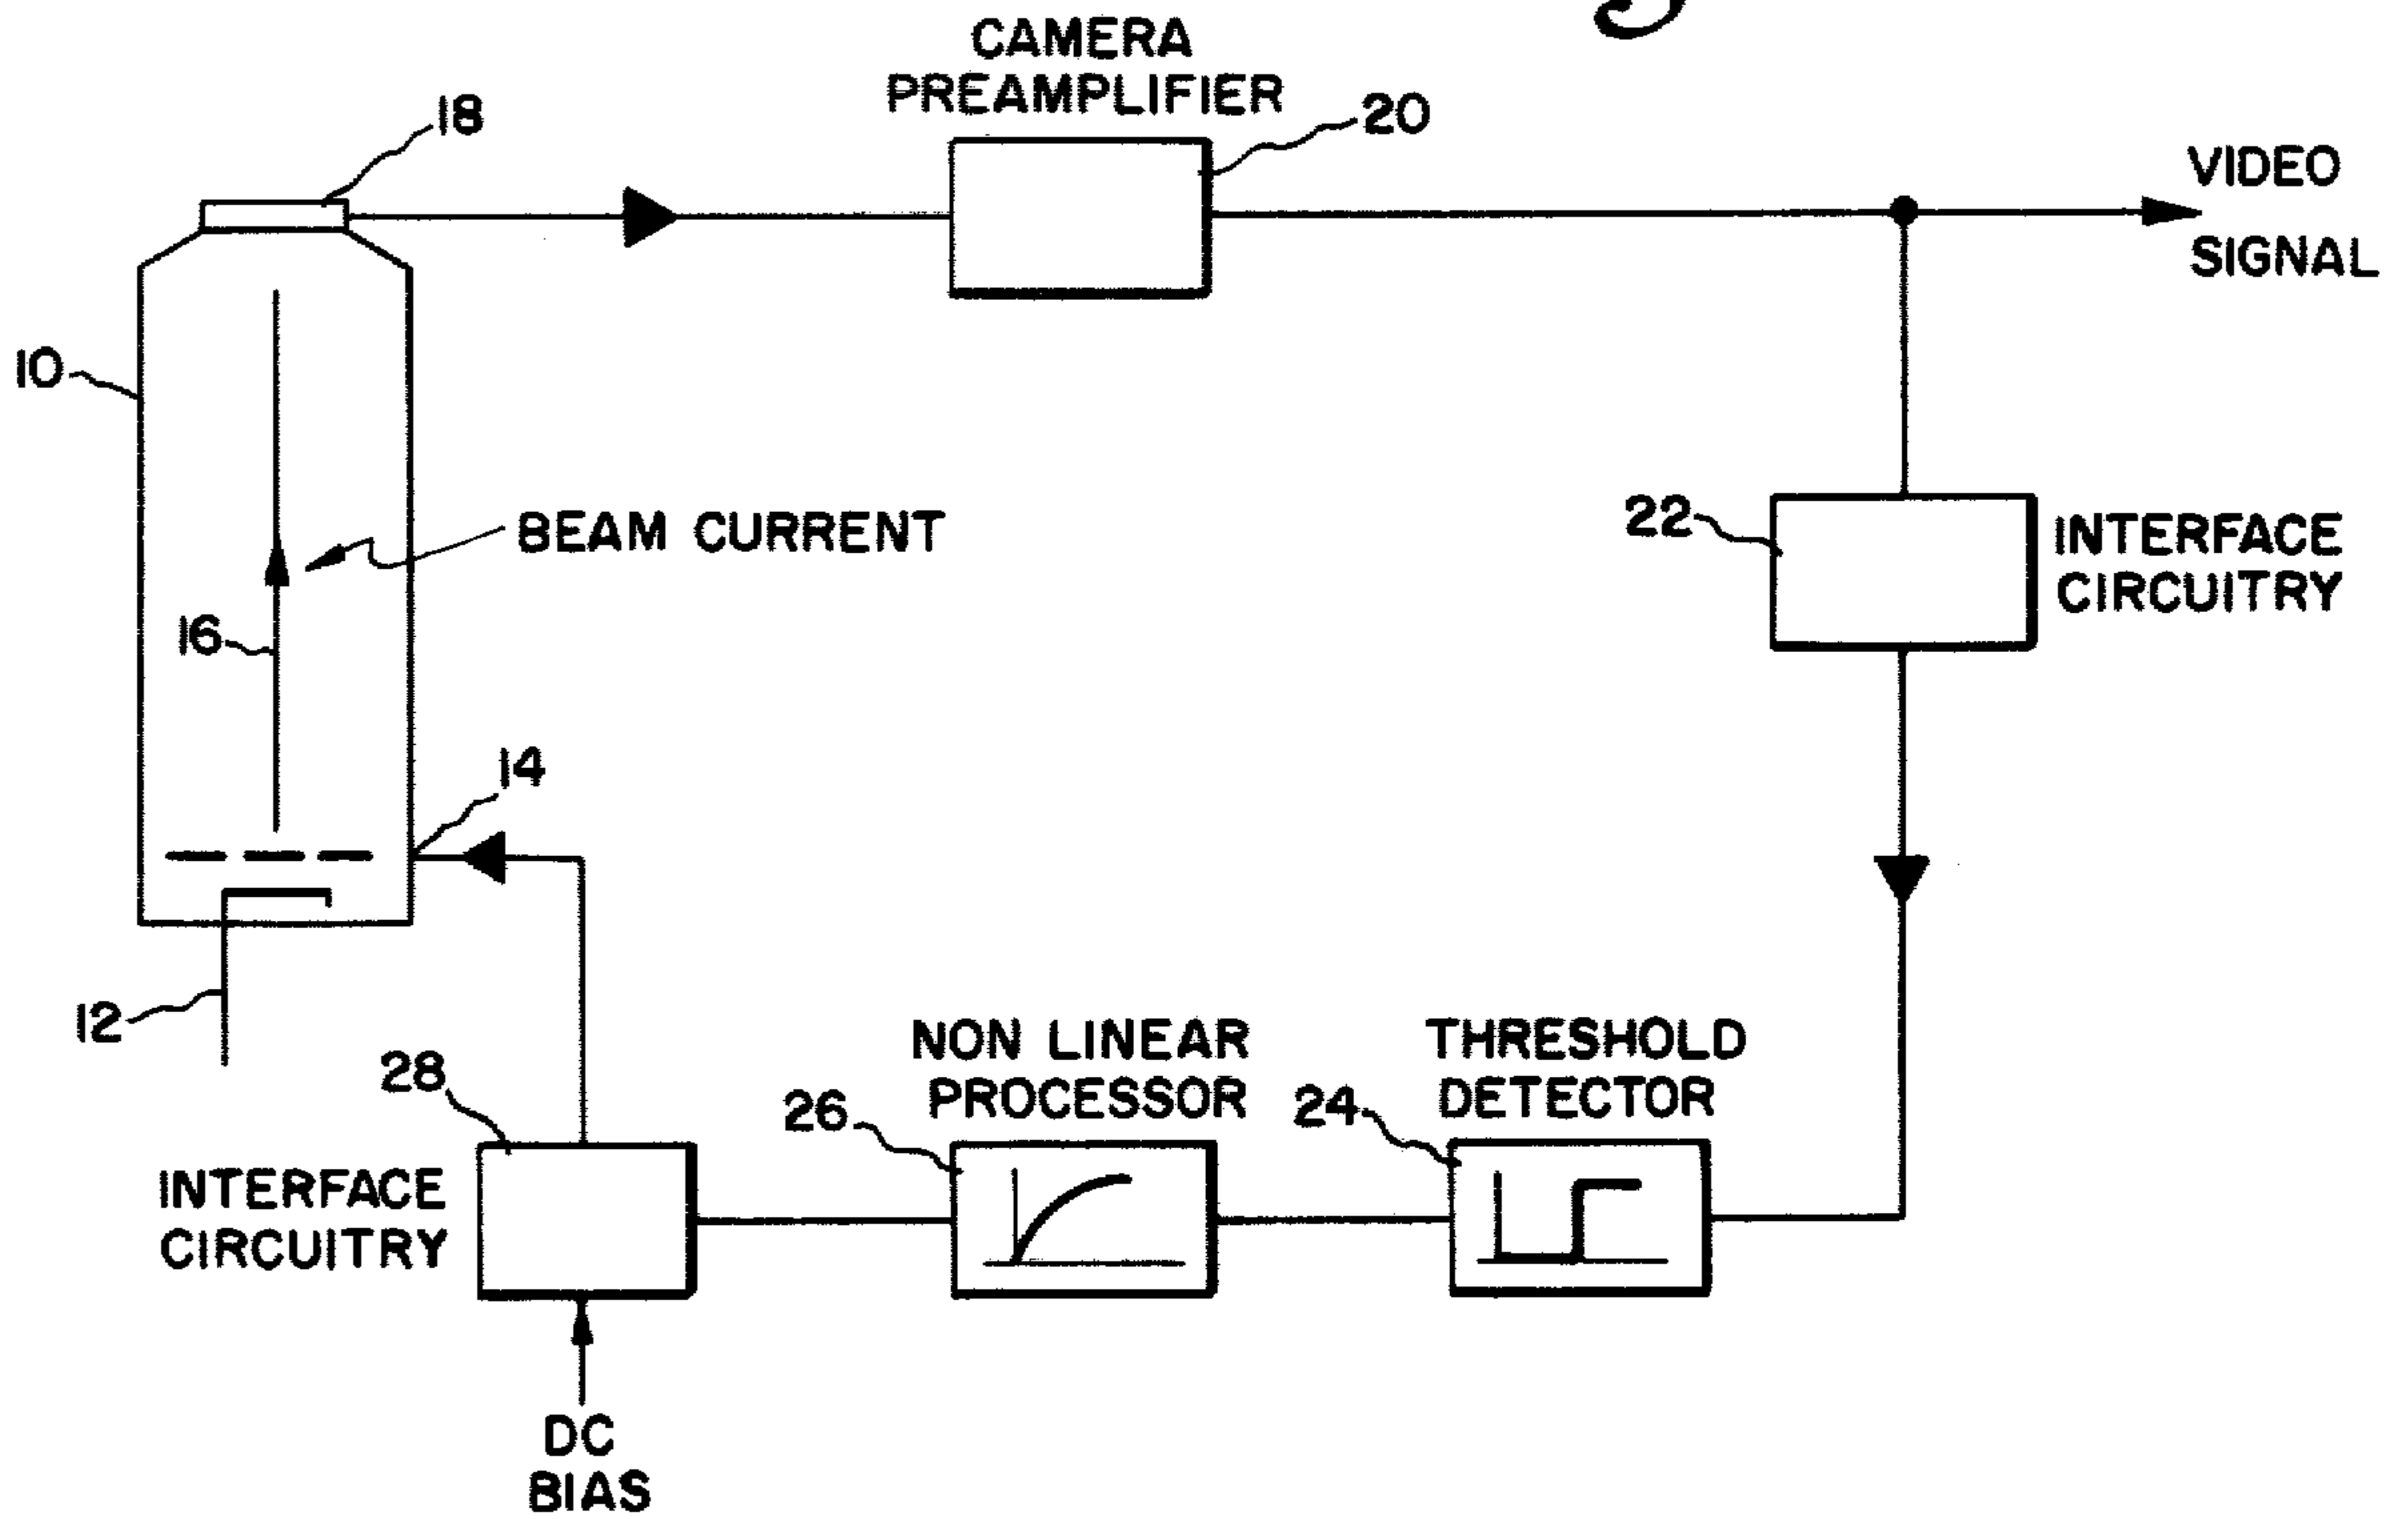 CAMERA
PREAMPLIFIER
18
20
VIDEO
SIGNAL
10
BEAM CURRENT
22
INTERFACE
CIRCUITRY
16
14
12
28
INTERFACE
CIRCUITRY
NON LINEAR
PROCESSOR
26
THRESHOLD
DETECTOR
24
DC
BIAS